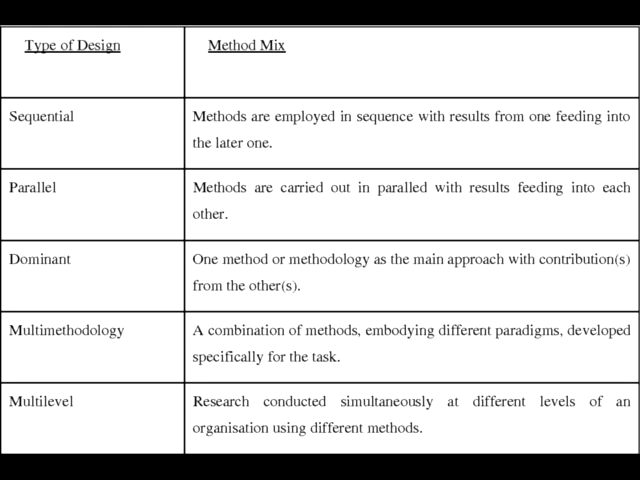 Type of Design
Method Mix
Sequential
Methods are employed in sequence with results from one feeding into
the later one.
Parallel
Methods are carried out in paralled with results feeding into each
other.
Dominant
One method or methodology as the main approach with contribution(s)
from the other(s).
Multimethodology
A combination of methods, embodying different paradigms, developed
specifically for the task.
Multilevel
Research conducted simultaneously at different levels of an
organisation using different methods.